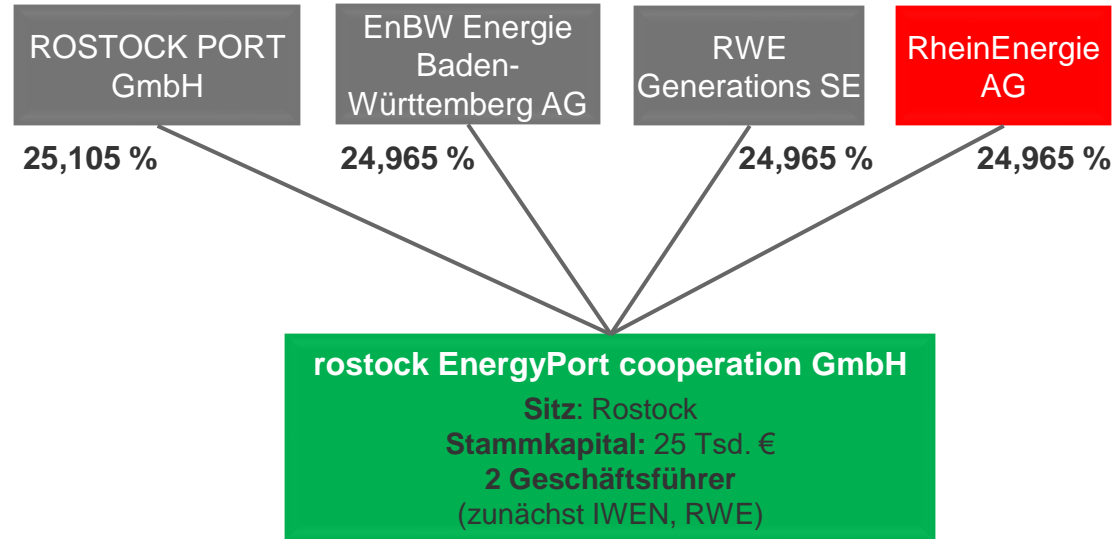 ROSTOCK PORT
GmbH
EnBW Energie
Baden-
Württemberg AG
RWE
Generations SE
RheinEnergie
AG
25,105 %
24,965 %
24,965 %
24,965 %
rostock EnergyPort cooperation GmbH
Sitz: Rostock
Stammkapital: 25 Tsd. €
2 Geschäftsführer
(zunächst IWEN, RWE)